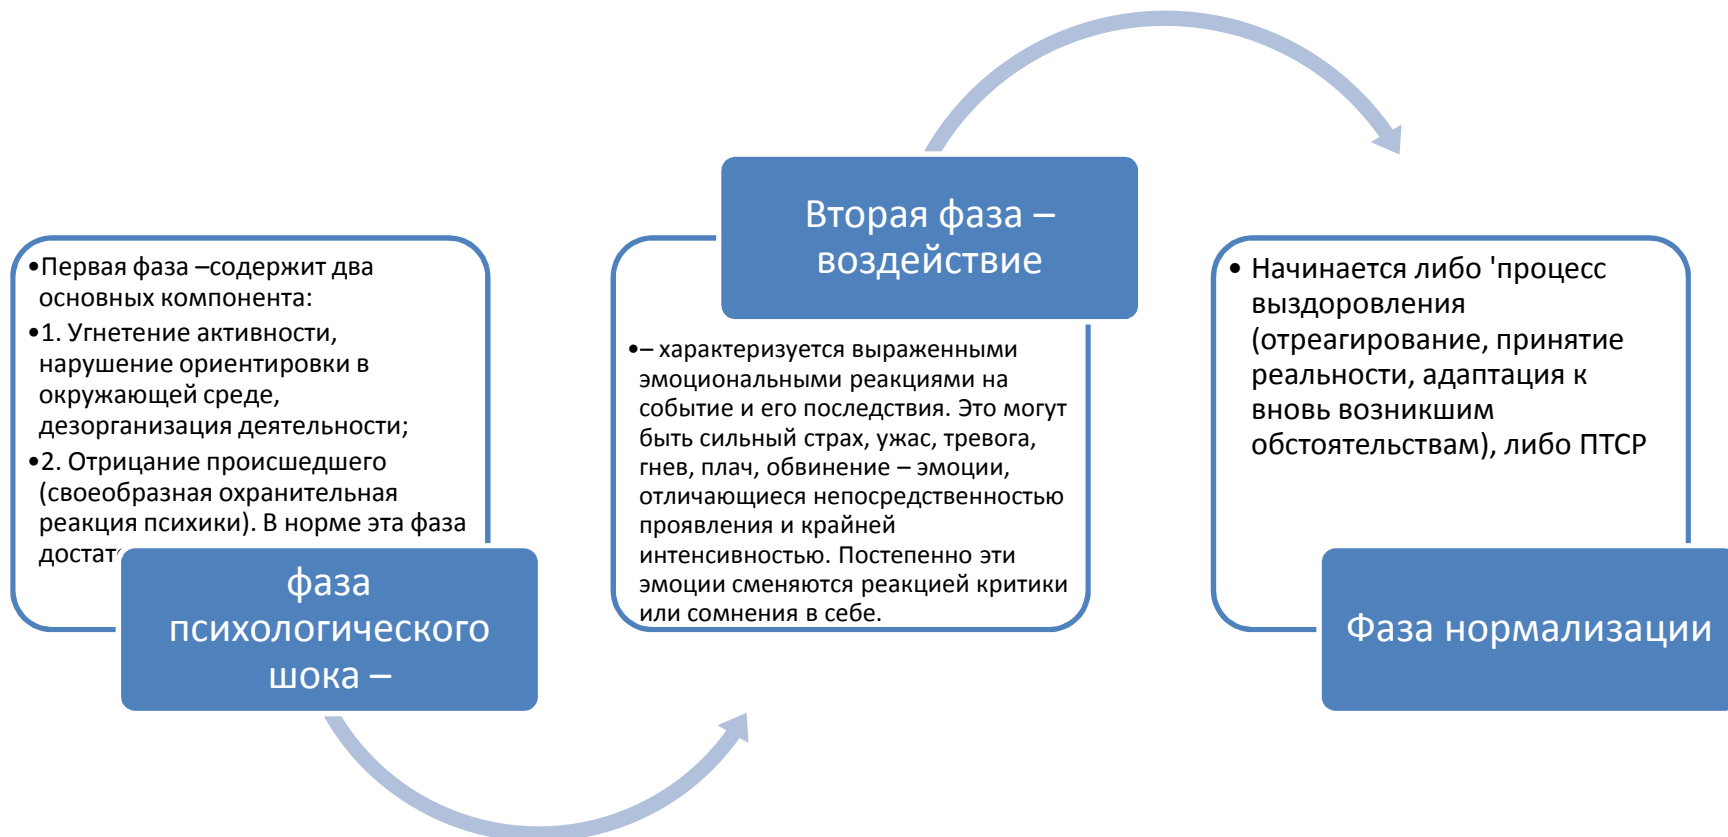 •Первая фаза –содержит два
основных компонента:
•1. Угнетение активности,
нарушение ориентировки в
окружающей среде,
дезорганизация деятельности;
•2. Отрицание происшедшего
(своеобразная охранительная
реакция психики). В норме эта фаза
фаза
психологического
шока –
Вторая фаза –
воздействие
•– характеризуется выраженными
эмоциональными реакциями на
событие и его последствия. Это могут
быть сильный страх, ужас, тревога,
гнев, плач, обвинение – эмоции,
отличающиеся непосредственностью
проявления и крайней
интенсивностью. Постепенно эти
эмоции сменяются реакцией критики
или сомнения в себе.
• Начинается либо 'процесс
выздоровления
(отреагирование, принятие
реальности, адаптация к
вновь возникшим
обстоятельствам), либо ПТСР
Фаза нормализации